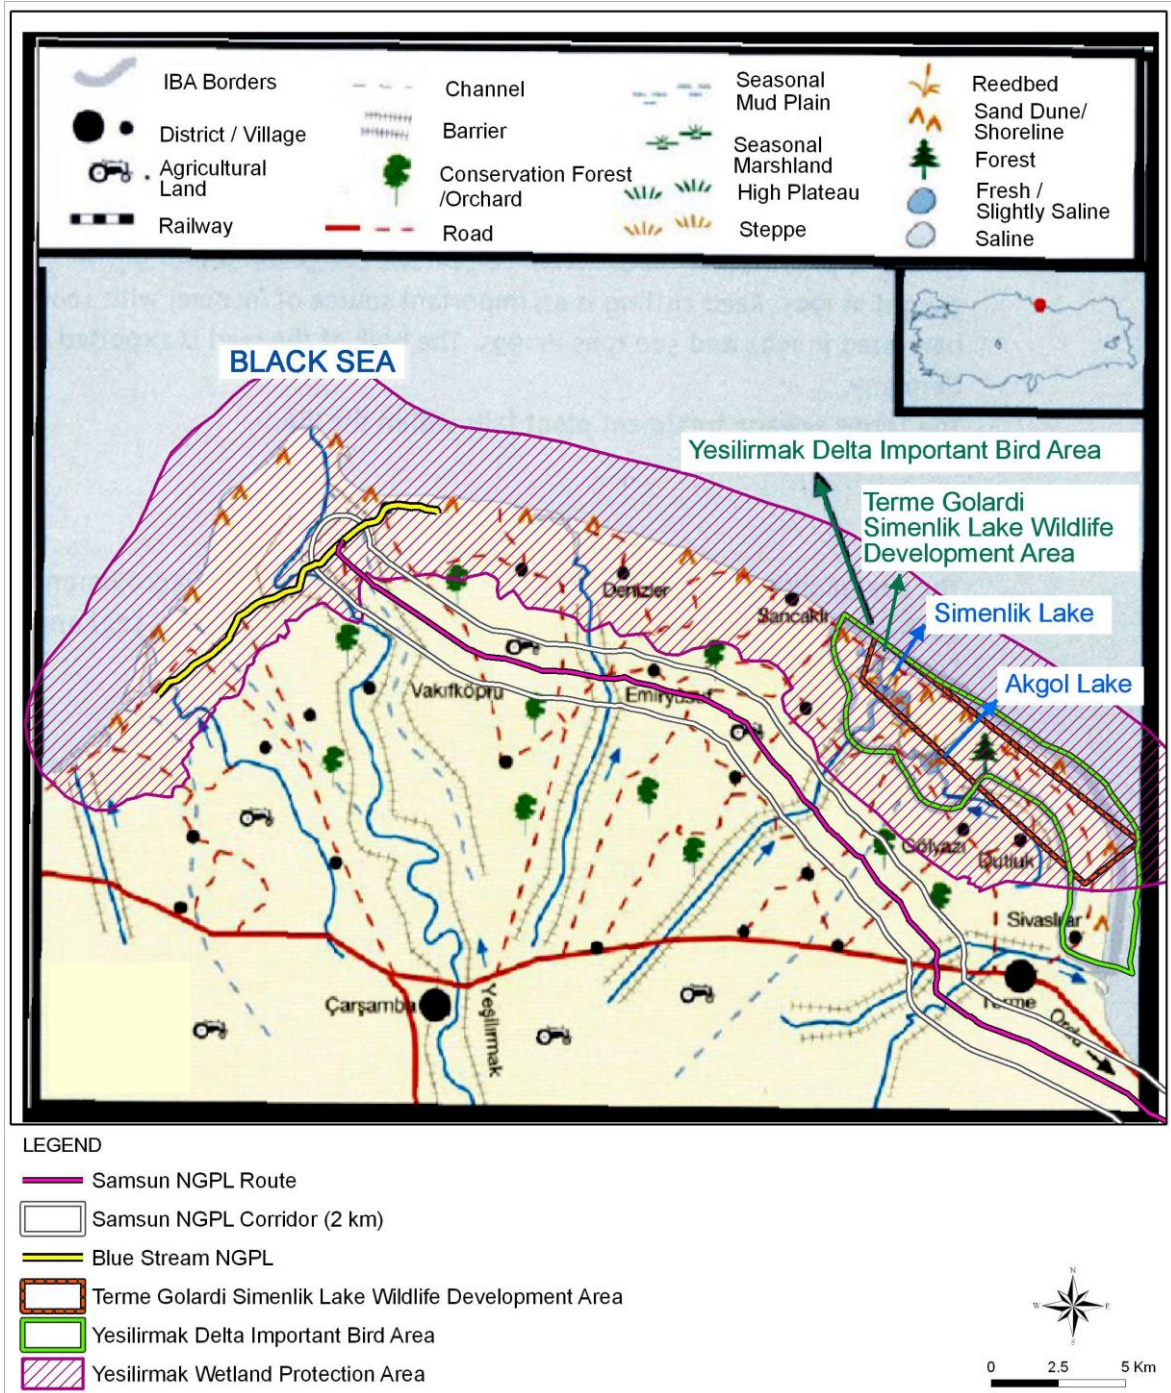 IBA Borders
District / Village
Agricultural
Land
Railway
Channel
Barrier
Conservation Forest
/Orchard
Road
Seasonal
Mud Plain
Seasonal
Marshland
High Plateau
Steppe
Reedbed
Sand Dune/
Shoreline
Forest
Fresh /
Slightly Saline
Saline
BLACK SEA
Yesilirmak Delta Important Bird Area
Terme Golardi
Simenlik Lake Wildlife
Development Area
Simenlik Lake
Akgol Lake
Denizler
Sancaklı
Vakıfköprü
Emiryusuf
Gölyazı
Dutluk
Sivaslılar
Çarşamba
Yeşilırmak
Terme
Ordu
LEGEND
Samsun NGPL Route
Samsun NGPL Corridor (2 km)
Blue Stream NGPL
Terme Golardi Simenlik Lake Wildlife Development Area
Yesilirmak Delta Important Bird Area
Yesilirmak Wetland Protection Area
N
W E
S
0 2.5 5 Km